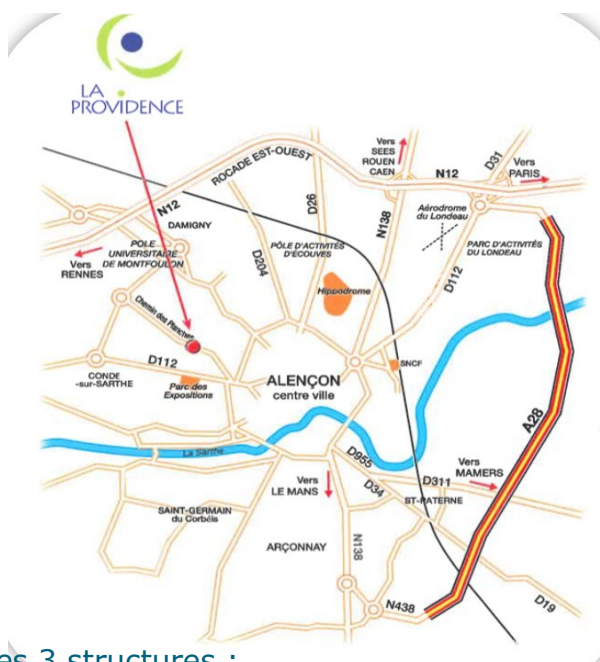 LA
PROVIDENCE
Vers
SEES
ROUEN
CAEN
D31
ROCADE EST-OUEST
N12
Vers
PARIS
N12
D26
N138
Aérodrome
du Londeau
DAMIGNY
POLE
UNIVERSITAIRE
DE MONTFOULON
D204
PÔLE D'ACTIVITÉS
D'ÉCOUVES
PARC D'ACTIVITÉS
DU LONDEAU
Vers
RENNES
D112
Hippodrome
Chemin des Planches
D112
SNCF
CONDE
-sur-SARTHE
Parc des
Expositions
ALENÇON
centre ville
A28
La Sarthe
D955
Vers
MAMERS
Vers
LE MANS
D34
D311
ST-PATERNE
SAINT-GERMAIN
du Corbéis
ARÇONNAY
N138
N438
D19
es 3 structures :